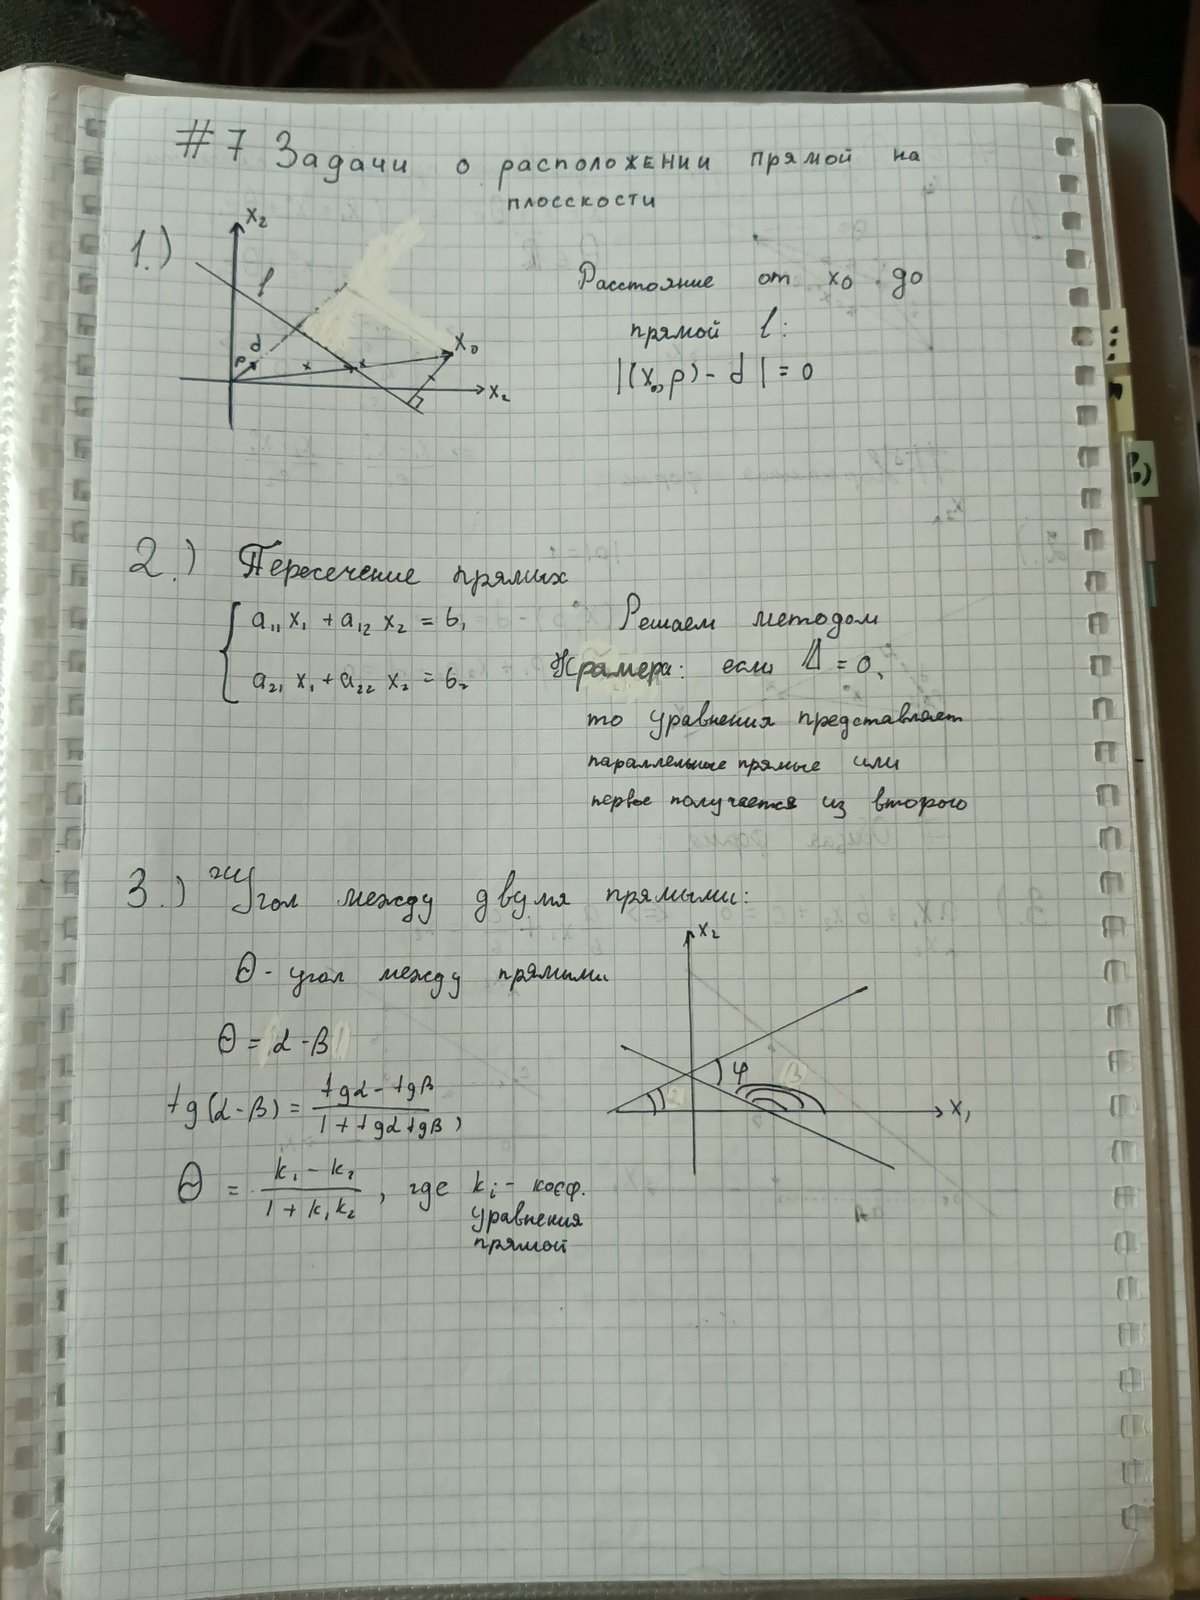 #7 Задачи о расположении прямой на
плосскости
1.)
x₂
l
d
p
x
x
x₀
x₂
Расстояние от x₀ до
прямой l:
|(x₀, p) - d| = 0
2.) Пересечение прямых
a₁₁ x₁ + a₁₂ x₂ = b₁
a₂₁ x₁ + a₂₂ x₂ = b₂
Решаем методом
Крамера: если Δ = 0,
то уравнения представляет
параллельные прямые или
первое получается из второго
3.) Угол между двумя прямыми:
Θ - угол между прямыми
Θ = α - β
tg(α - β) = (tgα - tgβ)/(1 + tgα tgβ)
Θ = (k₁ - k₂)/(1 + k₁k₂), где kᵢ - коеф.
уравнения
прямой
x₂
φ
β
x₁